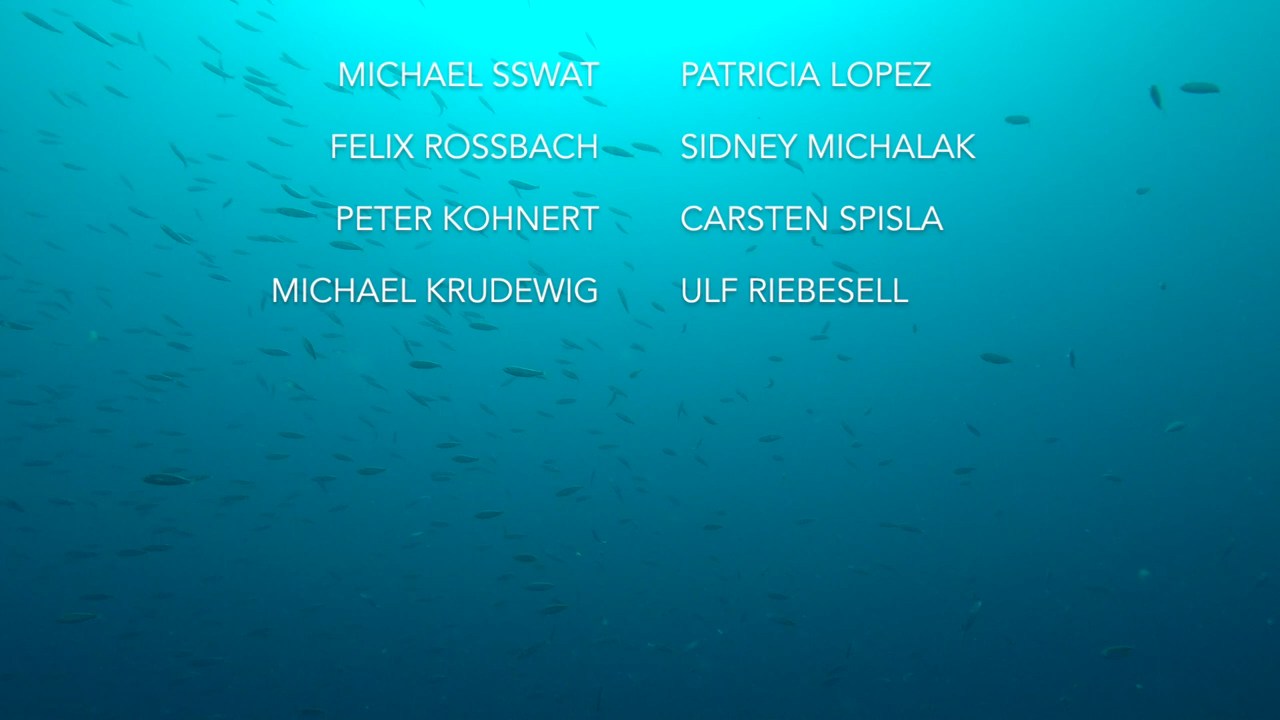 MICHAEL SSWAT PATRICIA LOPEZ
FELIX ROSSBACH SIDNEY MICHALAK
PETER KOHNERT CARSTEN SPISLA
MICHAEL KRUDEWIG ULF RIEBESELL